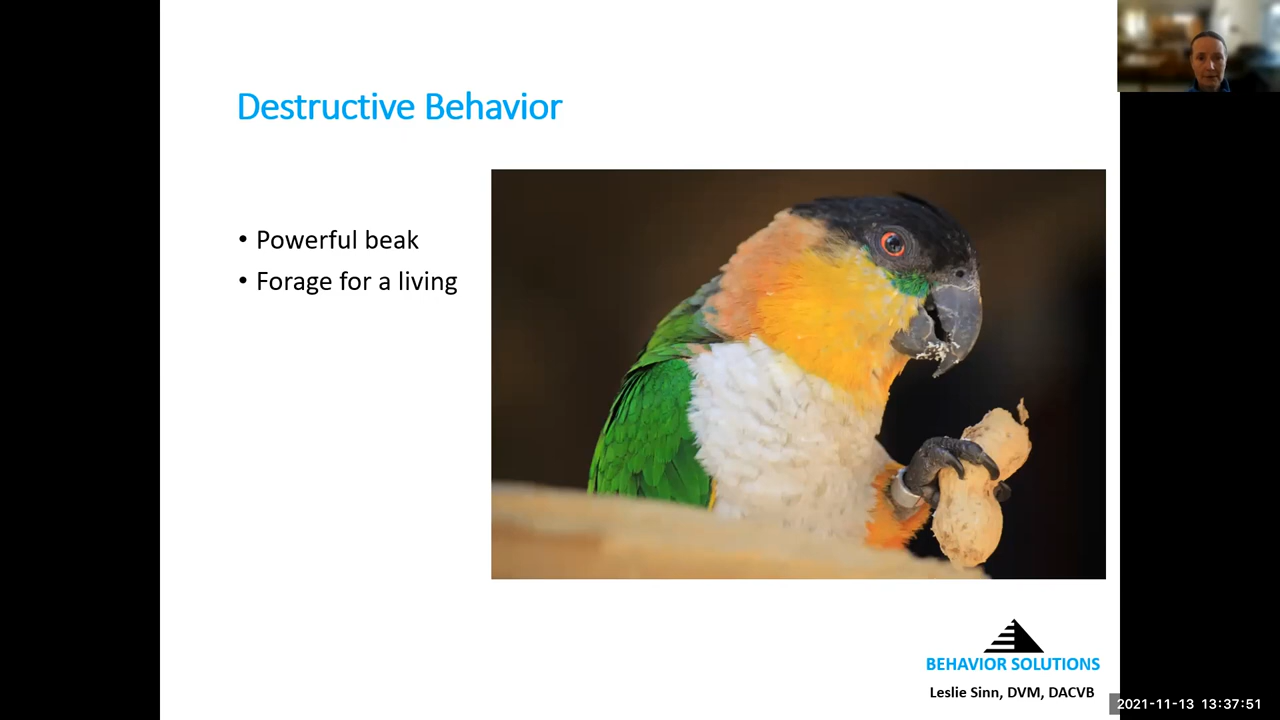 Destructive Behavior
• Powerful beak
• Forage for a living
BEHAVIOR SOLUTIONS
Leslie Sinn, DVM, DACVB
2021-11-13 13:37:51